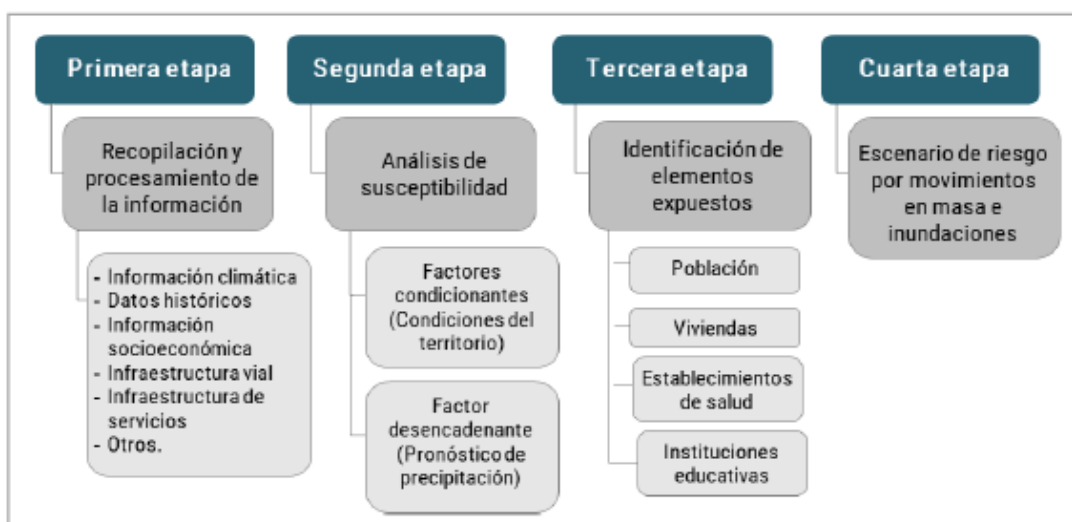 Primera etapa
Recopilación y
procesamiento de
la información
- Información climática
- Datos históricos
- Información
socioeconómica
- Infraestructura vial
- Infraestructura de
servicios
- Otros.
Segunda etapa
Análisis de
susceptibilidad
Factores
condicionantes
(Condiciones del
territorio)
Factor
desencadenante
(Pronóstico de
precipitación)
Tercera etapa
Identificación de
elementos
expuestos
Población
Viviendas
Establecimientos
de salud
Instituciones
educativas
Cuarta etapa
Escenario de riesgo
por movimientos
en masa e
inundaciones